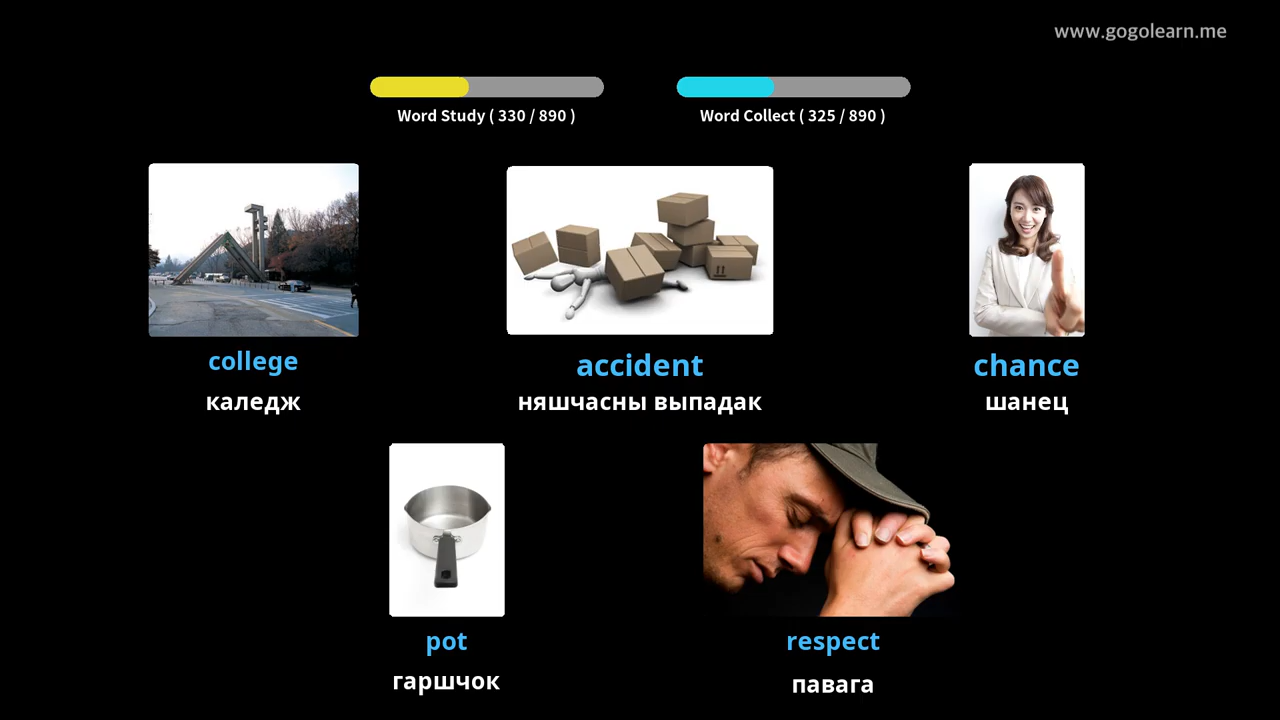 www.gogolearn.me
Word Study ( 330 / 890 )
Word Collect ( 325 / 890 )
college
accident
chance
каледж
няшчасны выпадак
шанец
pot
respect
гаршчок
павага